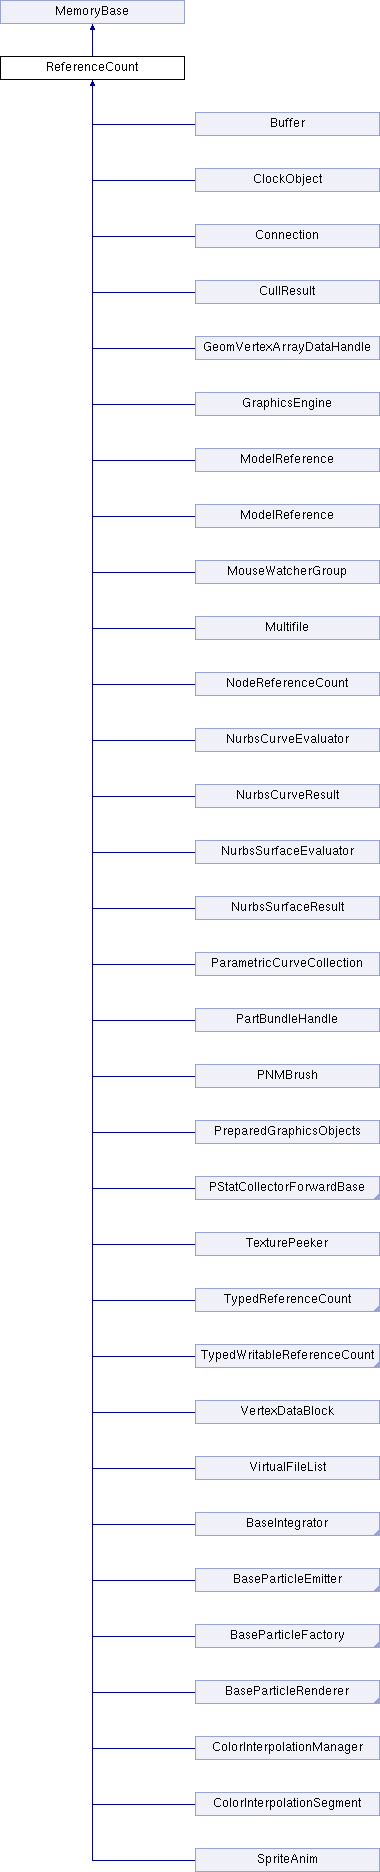 MemoryBase
ReferenceCount
Buffer
ClockObject
Connection
CullResult
GeomVertexArrayDataHandle
GraphicsEngine
ModelReference
ModelReference
MouseWatcherGroup
Multifile
NodeReferenceCount
NurbsCurveEvaluator
NurbsCurveResult
NurbsSurfaceEvaluator
NurbsSurfaceResult
ParametricCurveCollection
PartBundleHandle
PNMBrush
PreparedGraphicsObjects
PStatCollectorForwardBase
TexturePeeker
TypedReferenceCount
TypedWritableReferenceCount
VertexDataBlock
VirtualFileList
BaseIntegrator
BaseParticleEmitter
BaseParticleFactory
BaseParticleRenderer
ColorInterpolationManager
ColorInterpolationSegment
SpriteAnim